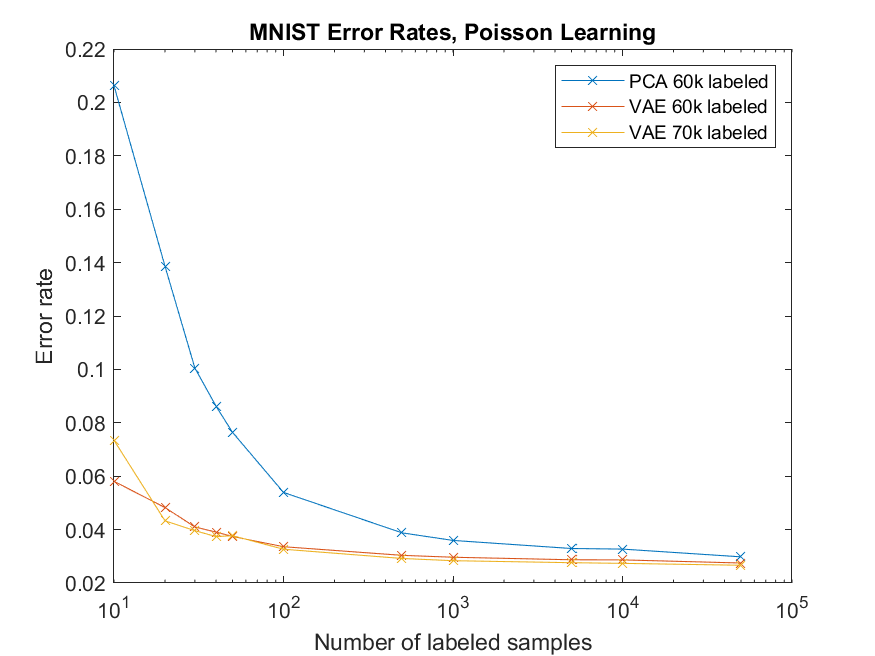 MNIST Error Rates, Poisson Learning
PCA 60k labeled
VAE 60k labeled
VAE 70k labeled
0.22
0.2
0.18
0.16
0.14
0.12
0.1
0.08
0.06
0.04
0.02
Error rate
10^1 10^2 10^3 10^4 10^5
Number of labeled samples